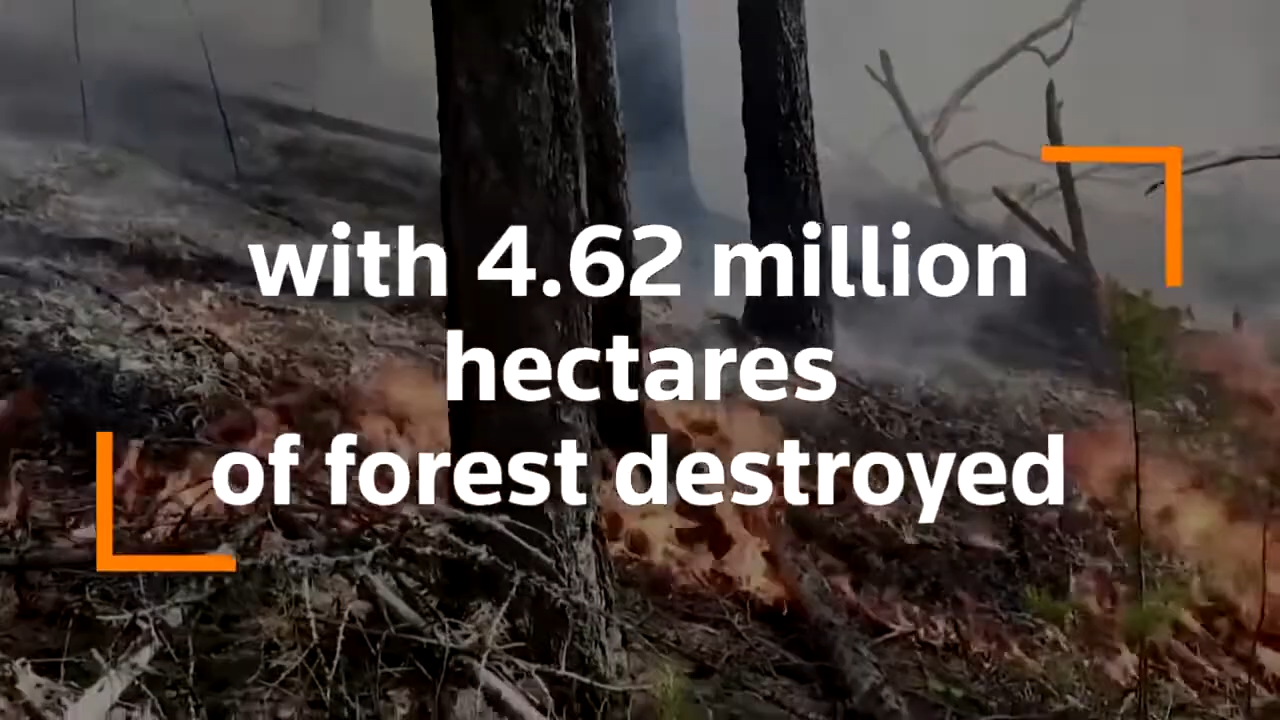 with 4.62 million
hectares
of forest destroyed